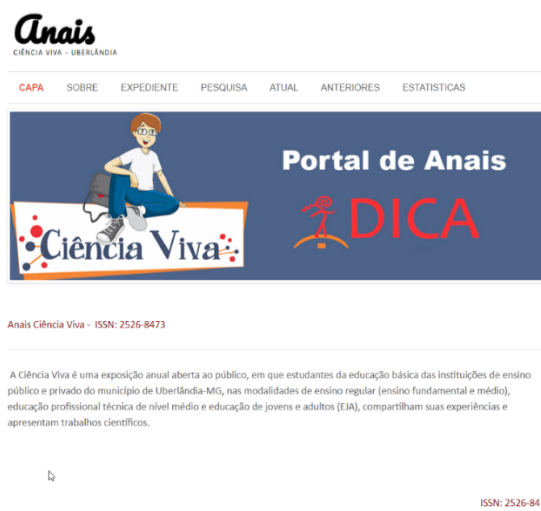 Anais
CIÊNCIA VIVA - UBERLÂNDIA
CAPA SOBRE EXPEDIENTE PESQUISA ATUAL ANTERIORES ESTATISTICAS
Portal de Anais
DICA
Ciência Viva
Anais Ciência Viva - ISSN: 2526-8473
A Ciência Viva é uma exposição anual aberta ao público, em que estudantes da educação básica das instituições de ensino
público e privado do município de Uberlândia-MG, nas modalidades de ensino regular (ensino fundamental e médio),
educação profissional técnica de nível médio e educação de jovens e adultos (EJA), compartilham suas experiências e
apresentam trabalhos científicos.
ISSN: 2526-84